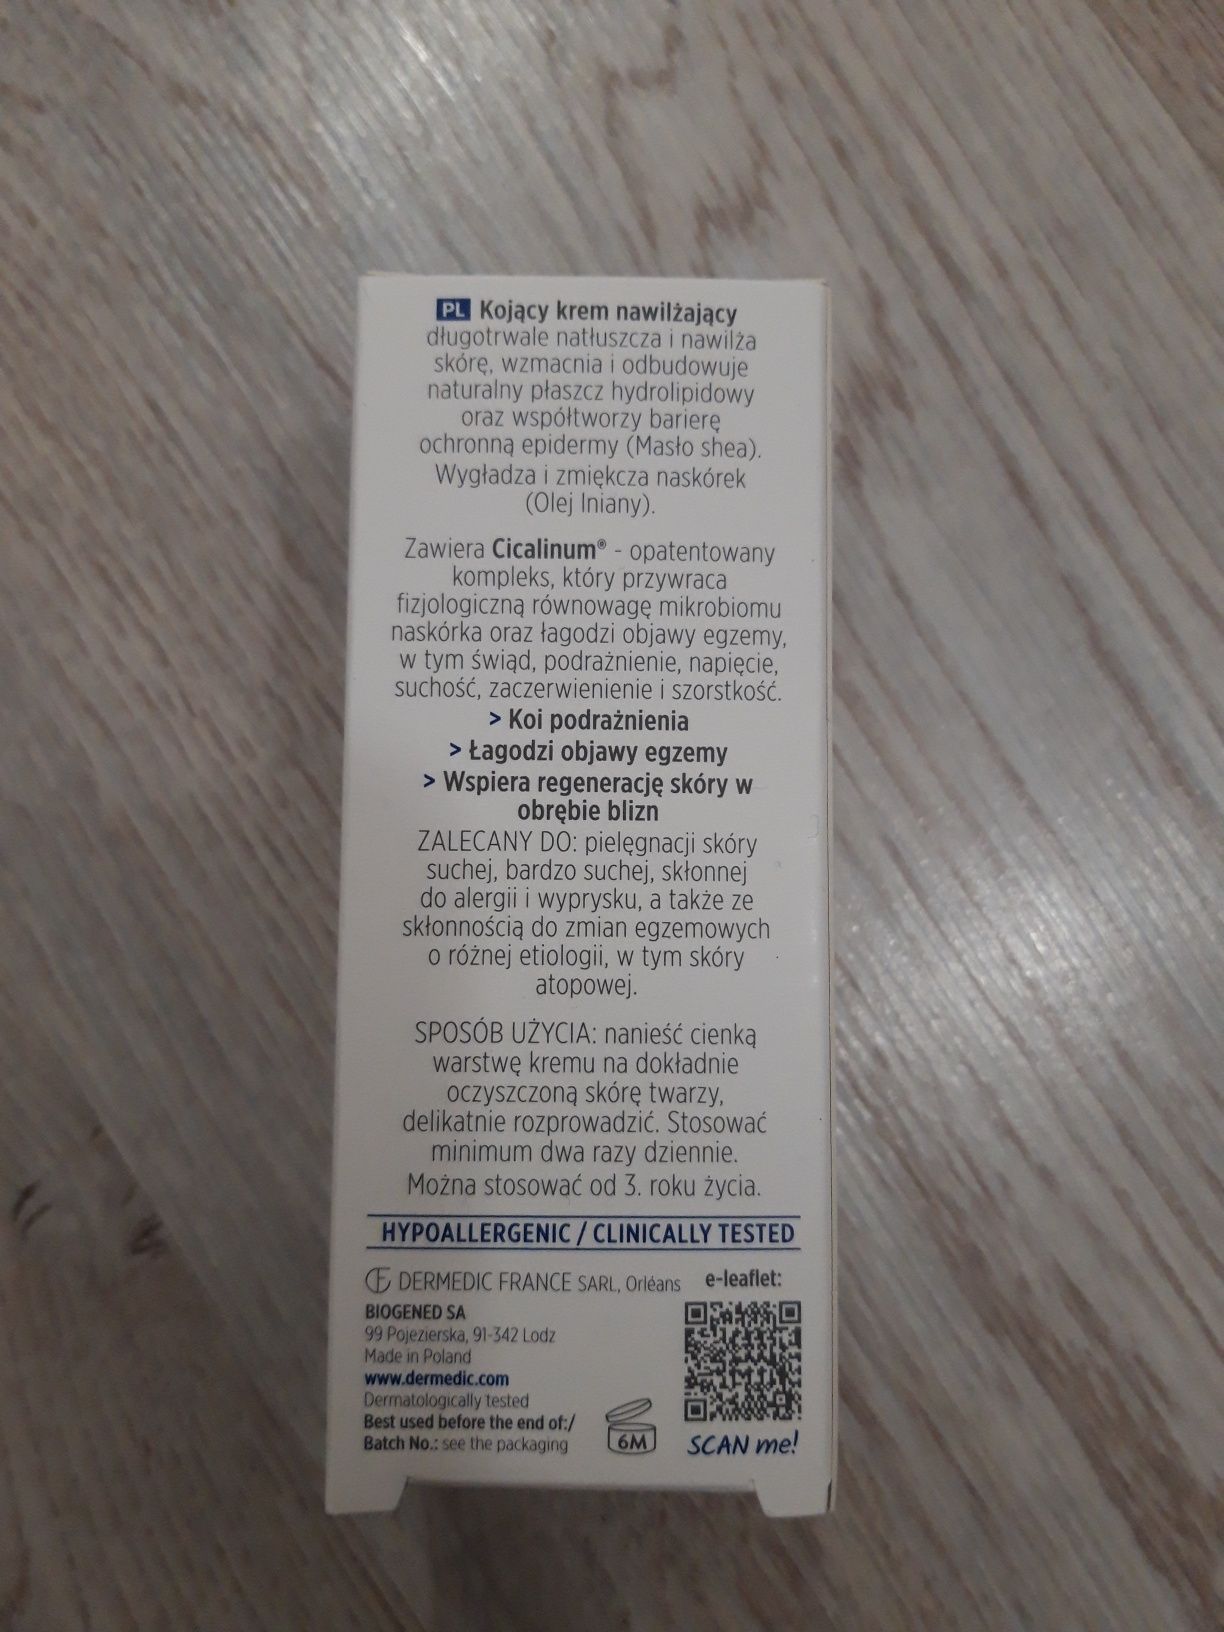 PL Kojący krem nawilżający
długotrwale natłuszcza i nawilża
skórę, wzmacnia i odbudowuje
naturalny płaszcz hydrolipidowy
oraz współtworzy barierę
ochronną epidermy (Masło shea).
Wygładza i zmiękcza naskórek
(Olej lniany).
Zawiera Cicalinum® - opatentowany
kompleks, który przywraca
fizjologiczną równowagę mikrobiomu
naskórka oraz łagodzi objawy egzemy,
w tym świąd, podrażnienie, napięcie,
suchość, zaczerwienienie i szorstkość.
> Koi podrażnienia
> Łagodzi objawy egzemy
> Wspiera regenerację skóry w
obrębie blizn
ZALECANY DO: pielęgnacji skóry
suchej, bardzo suchej, skłonnej
do alergii i wyprysku, a także ze
skłonnością do zmian egzemowych
o różnej etiologii, w tym skóry
atopowej.
SPOSÓB UŻYCIA: nanieść cienką
warstwę kremu na dokładnie
oczyszczoną skórę twarzy,
delikatnie rozprowadzić. Stosować
minimum dwa razy dziennie.
Można stosować od 3. roku życia.
HYPOALLERGENIC / CLINICALLY TESTED
DERMEDIC FRANCE SARL, Orléans
e-leaflet:
BIOGENED SA
99 Pojezierska, 91-342 Lodz
Made in Poland
www.dermedic.com
Dermatologically tested
Best used before the end of:/
Batch No.: see the packaging
6M
SCAN me!